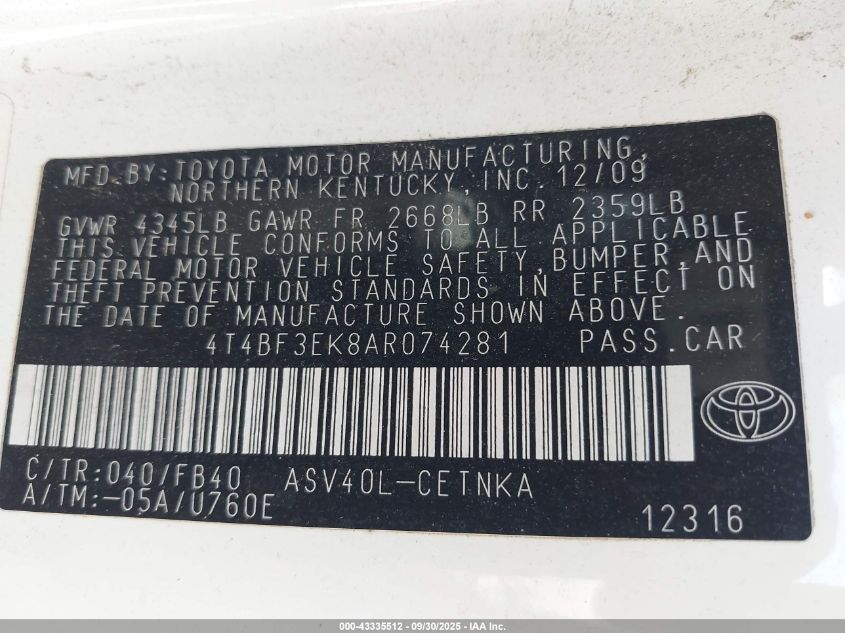 MFD.BY:TOYOTA MOTOR MANUFACTURING,
NORTHERN KENTUCKY,INC.12/09
GVWR 4345LB GAWR FR 2668LB RR 2359LB
THIS VEHICLE CONFORMS TO ALL APPLICABLE
FEDERAL MOTOR VEHICLE SAFETY,BUMPER,AND
THEFT PREVENTION STANDARDS IN EFFECT ON
THE DATE OF MANUFACTURE SHOWN ABOVE.
4T4BF3EK8AR074281 PASS.CAR
C/TR:040/FB40 ASV40L-CETNKA
A/TM:-05A/U760E 12316
000-43335512 - 09/30/2025 - IAA Inc.